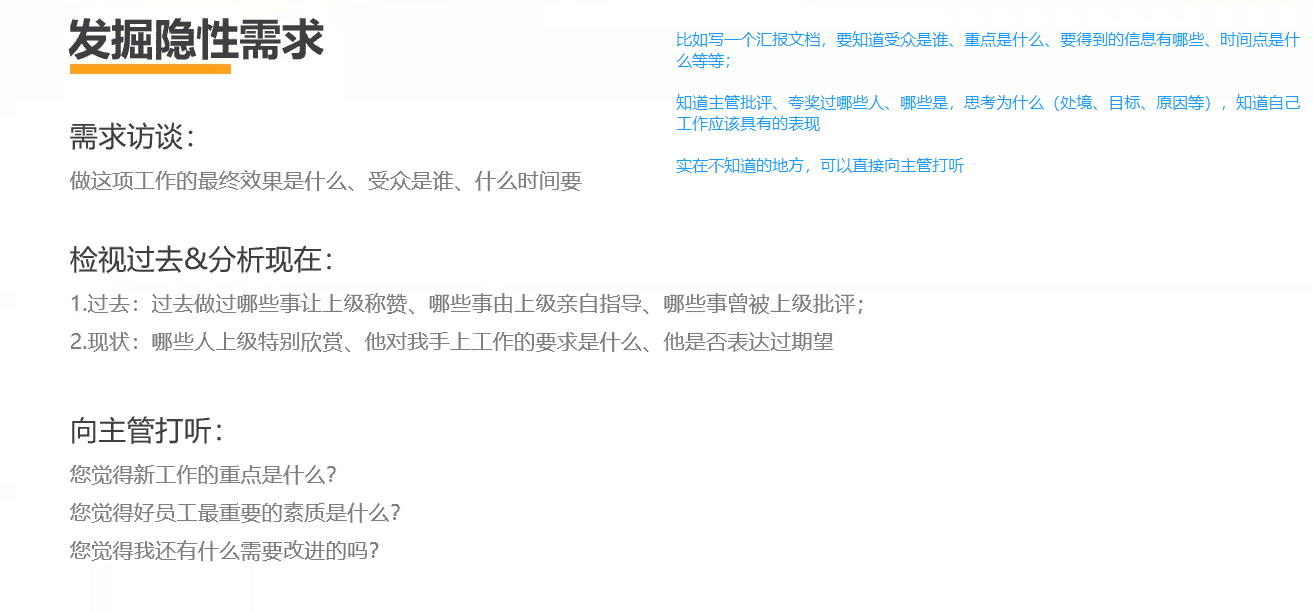 发掘隐性需求
需求访谈：
做这项工作的最终效果是什么、受众是谁、什么时间要
检视过去&分析现在：
1.过去：过去做过哪些事让上级称赞、哪些事由上级亲自指导、哪些事曾被上级批评；
2.现状：哪些人上级特别欣赏、他对我手上工作的要求是什么、他是否表达过期望
向主管打听：
您觉得新工作的重点是什么？
您觉得好员工最重要的素质是什么？
您觉得我还有什么需要改进的吗？
比如写一个汇报文档，要知道受众是谁、重点是什么、要得到的信息有哪些、时间点是什
么等等；
知道主管批评、夸奖过哪些人、哪些是，思考为什么（处境、目标、原因等），知道自己
工作应该具有的表现
实在不知道的地方，可以直接向主管打听